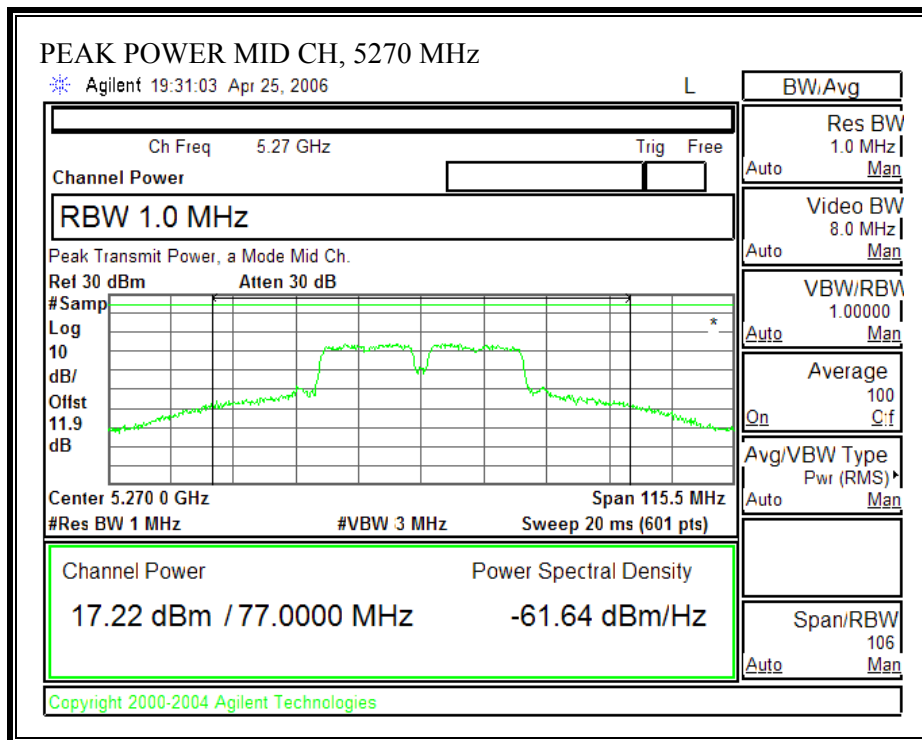 PEAK POWER MID CH, 5270 MHz
Agilent 19:31:03 Apr 25, 2006 L
Ch Freq 5.27 GHz Trig Free
Channel Power
RBW 1.0 MHz
Peak Transmit Power, a Mode Mid Ch.
Ref 30 dBm Atten 30 dB
#Samp
Log
10
dB/
Offst
11.9
dB
*
Center 5.270 0 GHz Span 115.5 MHz
#Res BW 1 MHz #VBW 3 MHz Sweep 20 ms (601 pts)
Channel Power Power Spectral Density
17.22 dBm / 77.0000 MHz -61.64 dBm/Hz
Copyright 2000-2004 Agilent Technologies
BW/Avg
Res BW
1.0 MHz
Auto Man
Video BW
8.0 MHz
Auto Man
VBW/RBW
1.00000
Auto Man
Average
100
On
Avg/VBW Type
Pwr (RMS)
Auto Man
Span/RBW
106
Auto Man